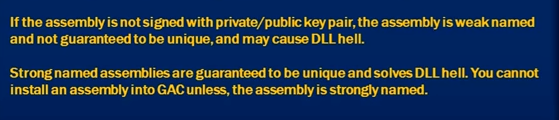 If the assembly is not signed with private/public key pair, the assembly is weak named
and not guaranteed to be unique, and may cause DLL hell.
Strong named assemblies are guaranteed to be unique and solves DLL hell. You cannot
install an assembly into GAC unless, the assembly is strongly named.